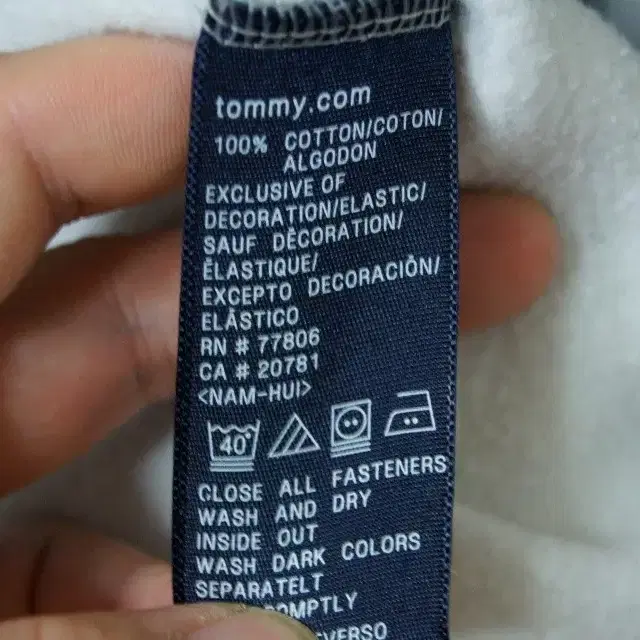 tommy.com
100% COTTON/COTON/
ALGODON
EXCLUSIVE OF
DECORATION/ELASTIC/
SAUF DÉCORATION/
ÉLASTIQUE/
EXCEPTO DECORACIÓN/
ELÁSTICO
RN # 77806
CA # 20781
<NAM-HUI>
40°
CLOSE ALL FASTENERS
WASH AND DRY
INSIDE OUT
WASH DARK COLORS
SEPARATELT